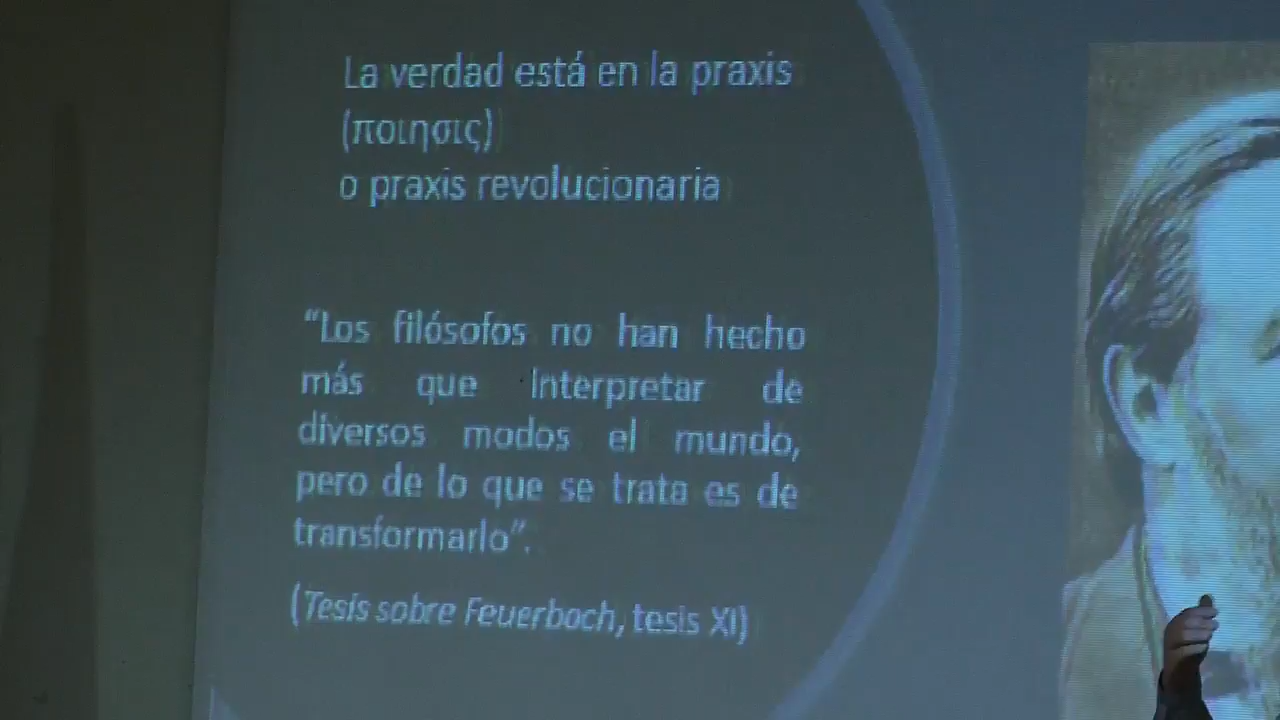 La verdad está en la praxis
(ποιησις)
o praxis revolucionaria
“Los filósofos no han hecho
más que interpretar de
diversos modos el mundo,
pero de lo que se trata es de
transformarlo”.
(Tesis sobre Feuerboch, tesis XI)